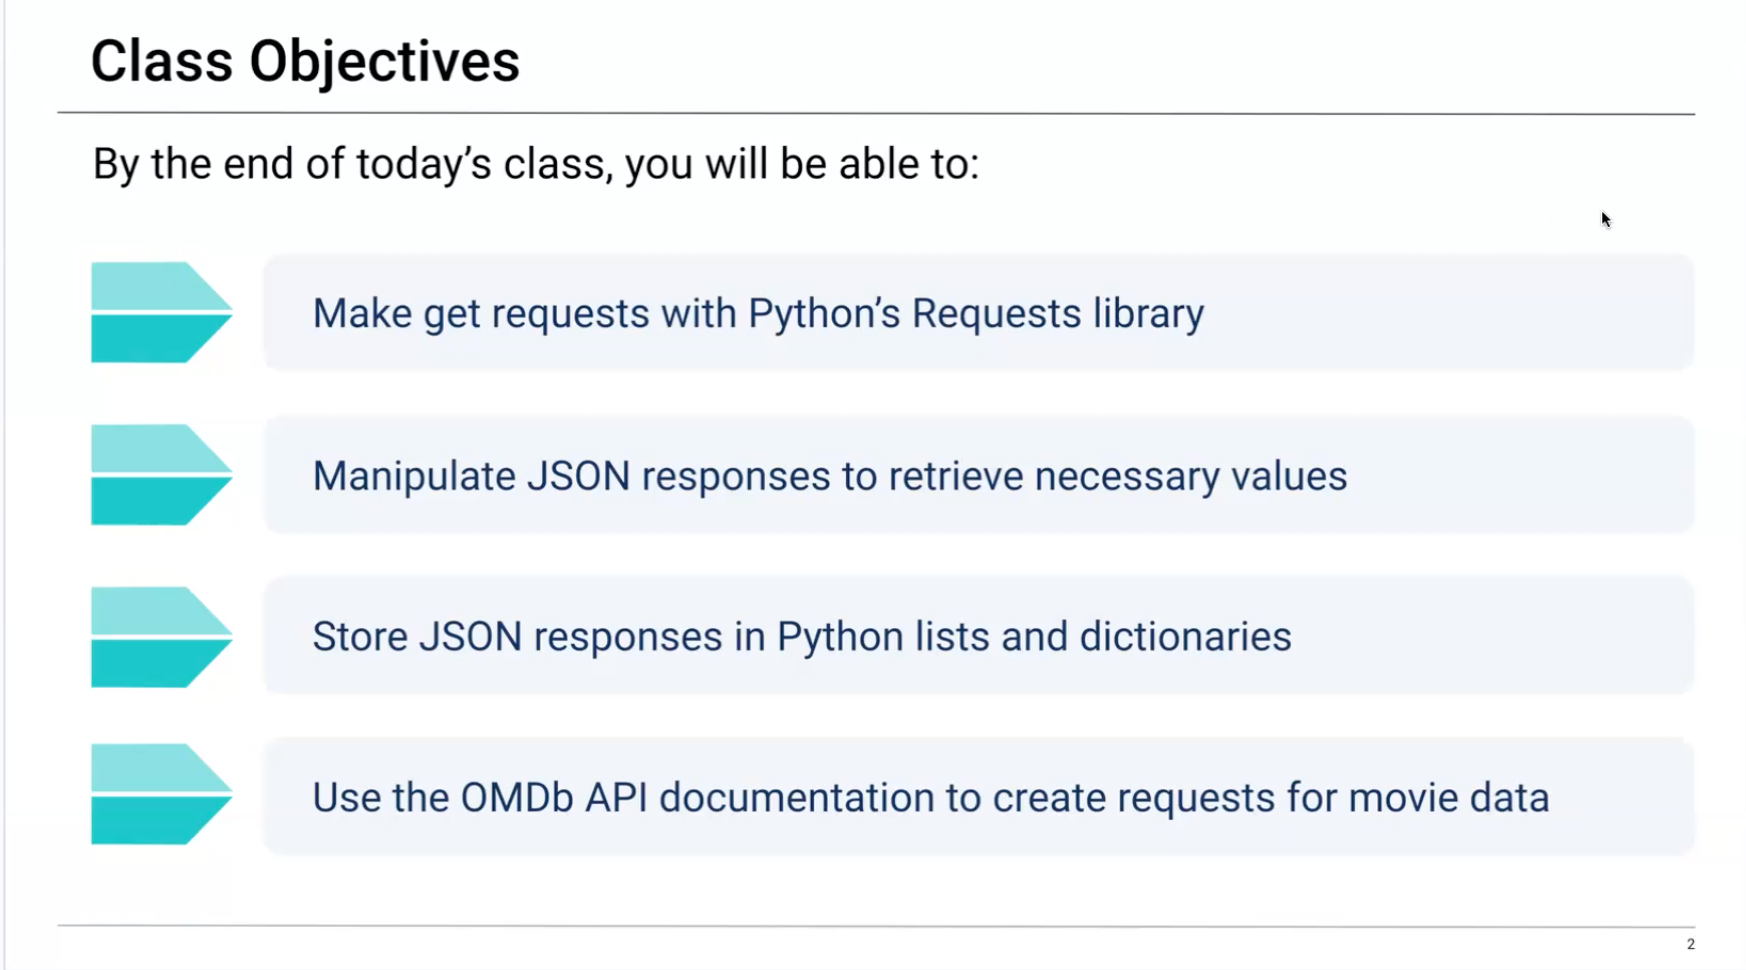 Class Objectives
By the end of today’s class, you will be able to:
Make get requests with Python’s Requests library
Manipulate JSON responses to retrieve necessary values
Store JSON responses in Python lists and dictionaries
Use the OMDb API documentation to create requests for movie data
2